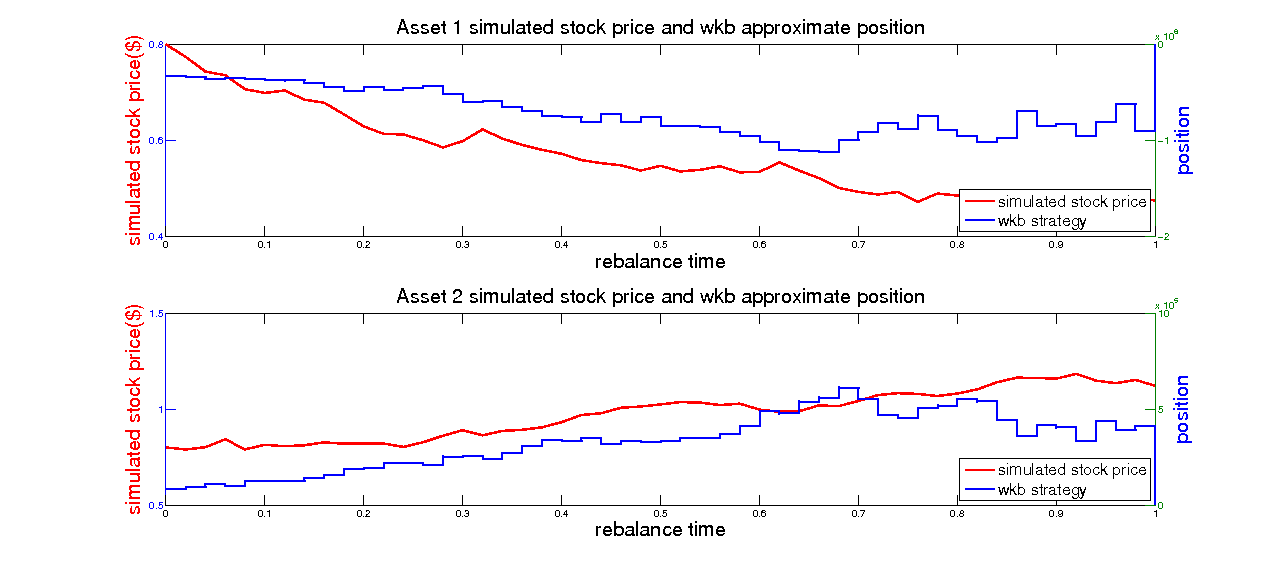 Asset 1 simulated stock price and wkb approximate position
simulated stock price($)
0.8
0.6
0.4
0
-1
-2
position
simulated stock price
wkb strategy
0 0.1 0.2 0.3 0.4 0.5 0.6 0.7 0.8 0.9 1
rebalance time
Asset 2 simulated stock price and wkb approximate position
simulated stock price($)
1.5
1
0.5
10
5
0
position
simulated stock price
wkb strategy
0 0.1 0.2 0.3 0.4 0.5 0.6 0.7 0.8 0.9 1
rebalance time